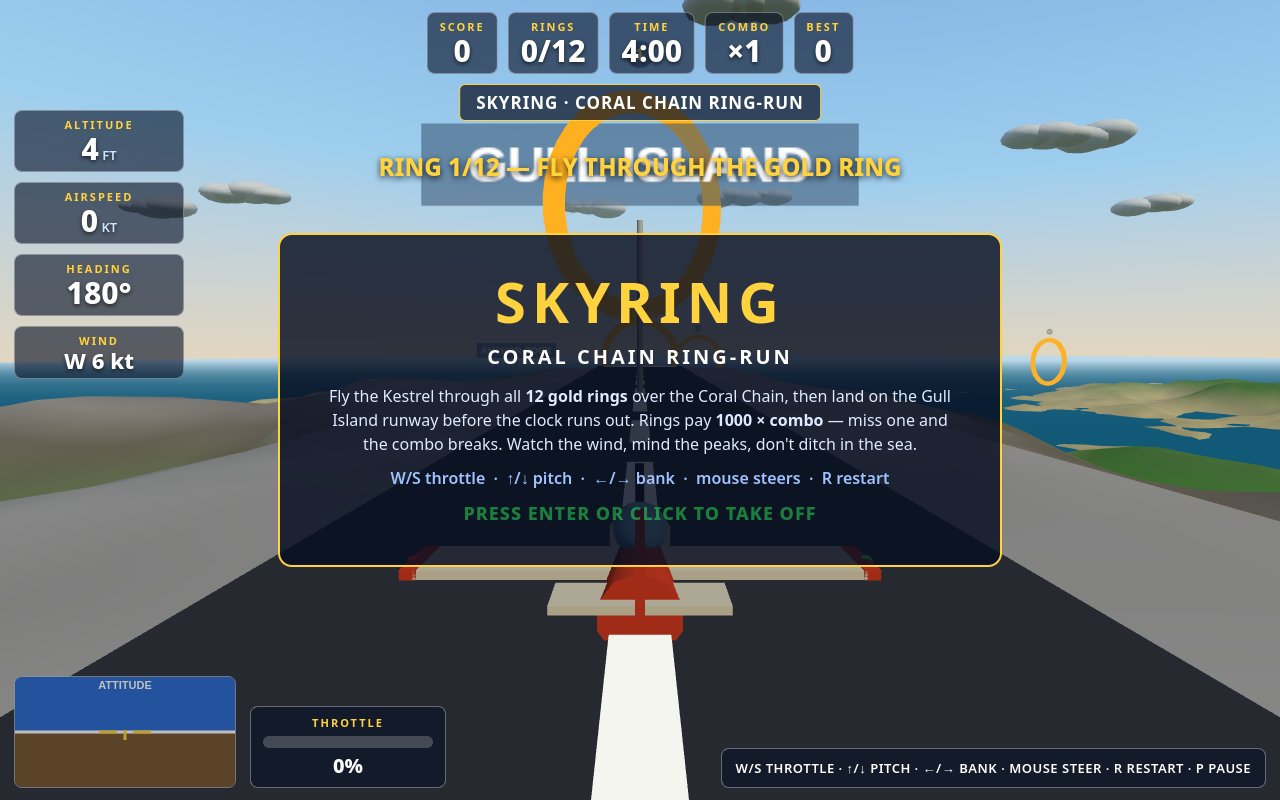 SCORE
0
RINGS
0/12
TIME
4:00
COMBO
×1
BEST
0
SKYRING · CORAL CHAIN RING-RUN
GULL ISLAND
RING 1/12 — FLY THROUGH THE GOLD RING
ALTITUDE
4 FT
AIRSPEED
0 KT
HEADING
180°
WIND
W 6 kt
SKYRING
CORAL CHAIN RING-RUN
Fly the Kestrel through all 12 gold rings over the Coral Chain, then land on the Gull
Island runway before the clock runs out. Rings pay 1000 × combo — miss one and
the combo breaks. Watch the wind, mind the peaks, don't ditch in the sea.
W/S throttle · ↑/↓ pitch · ←/→ bank · mouse steers · R restart
PRESS ENTER OR CLICK TO TAKE OFF
ATTITUDE
THROTTLE
0%
W/S THROTTLE · ↑/↓ PITCH · ←/→ BANK · MOUSE STEER · R RESTART · P PAUSE